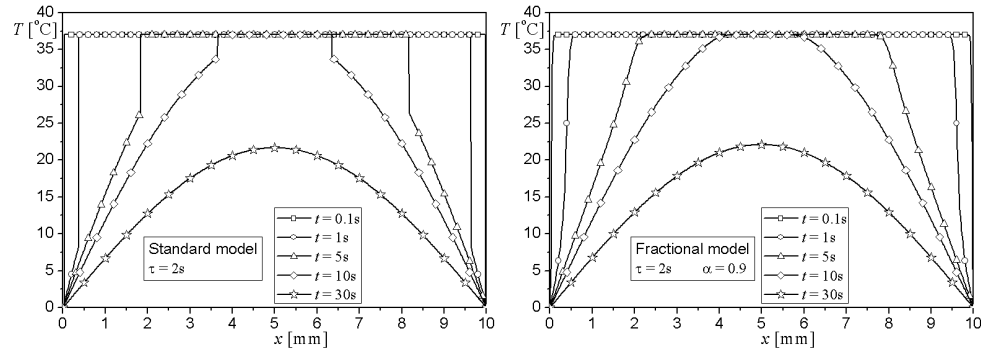 T [°C]
40
35
30
25
20
15
10
5
0
0 1 2 3 4 5 6 7 8 9 10
x [mm]
Standard model
τ = 2s
t = 0.1s
t = 1s
t = 5s
t = 10s
t = 30s
T [°C]
40
35
30
25
20
15
10
5
0
0 1 2 3 4 5 6 7 8 9 10
x [mm]
Fractional model
τ = 2s α = 0.9
t = 0.1s
t = 1s
t = 5s
t = 10s
t = 30s